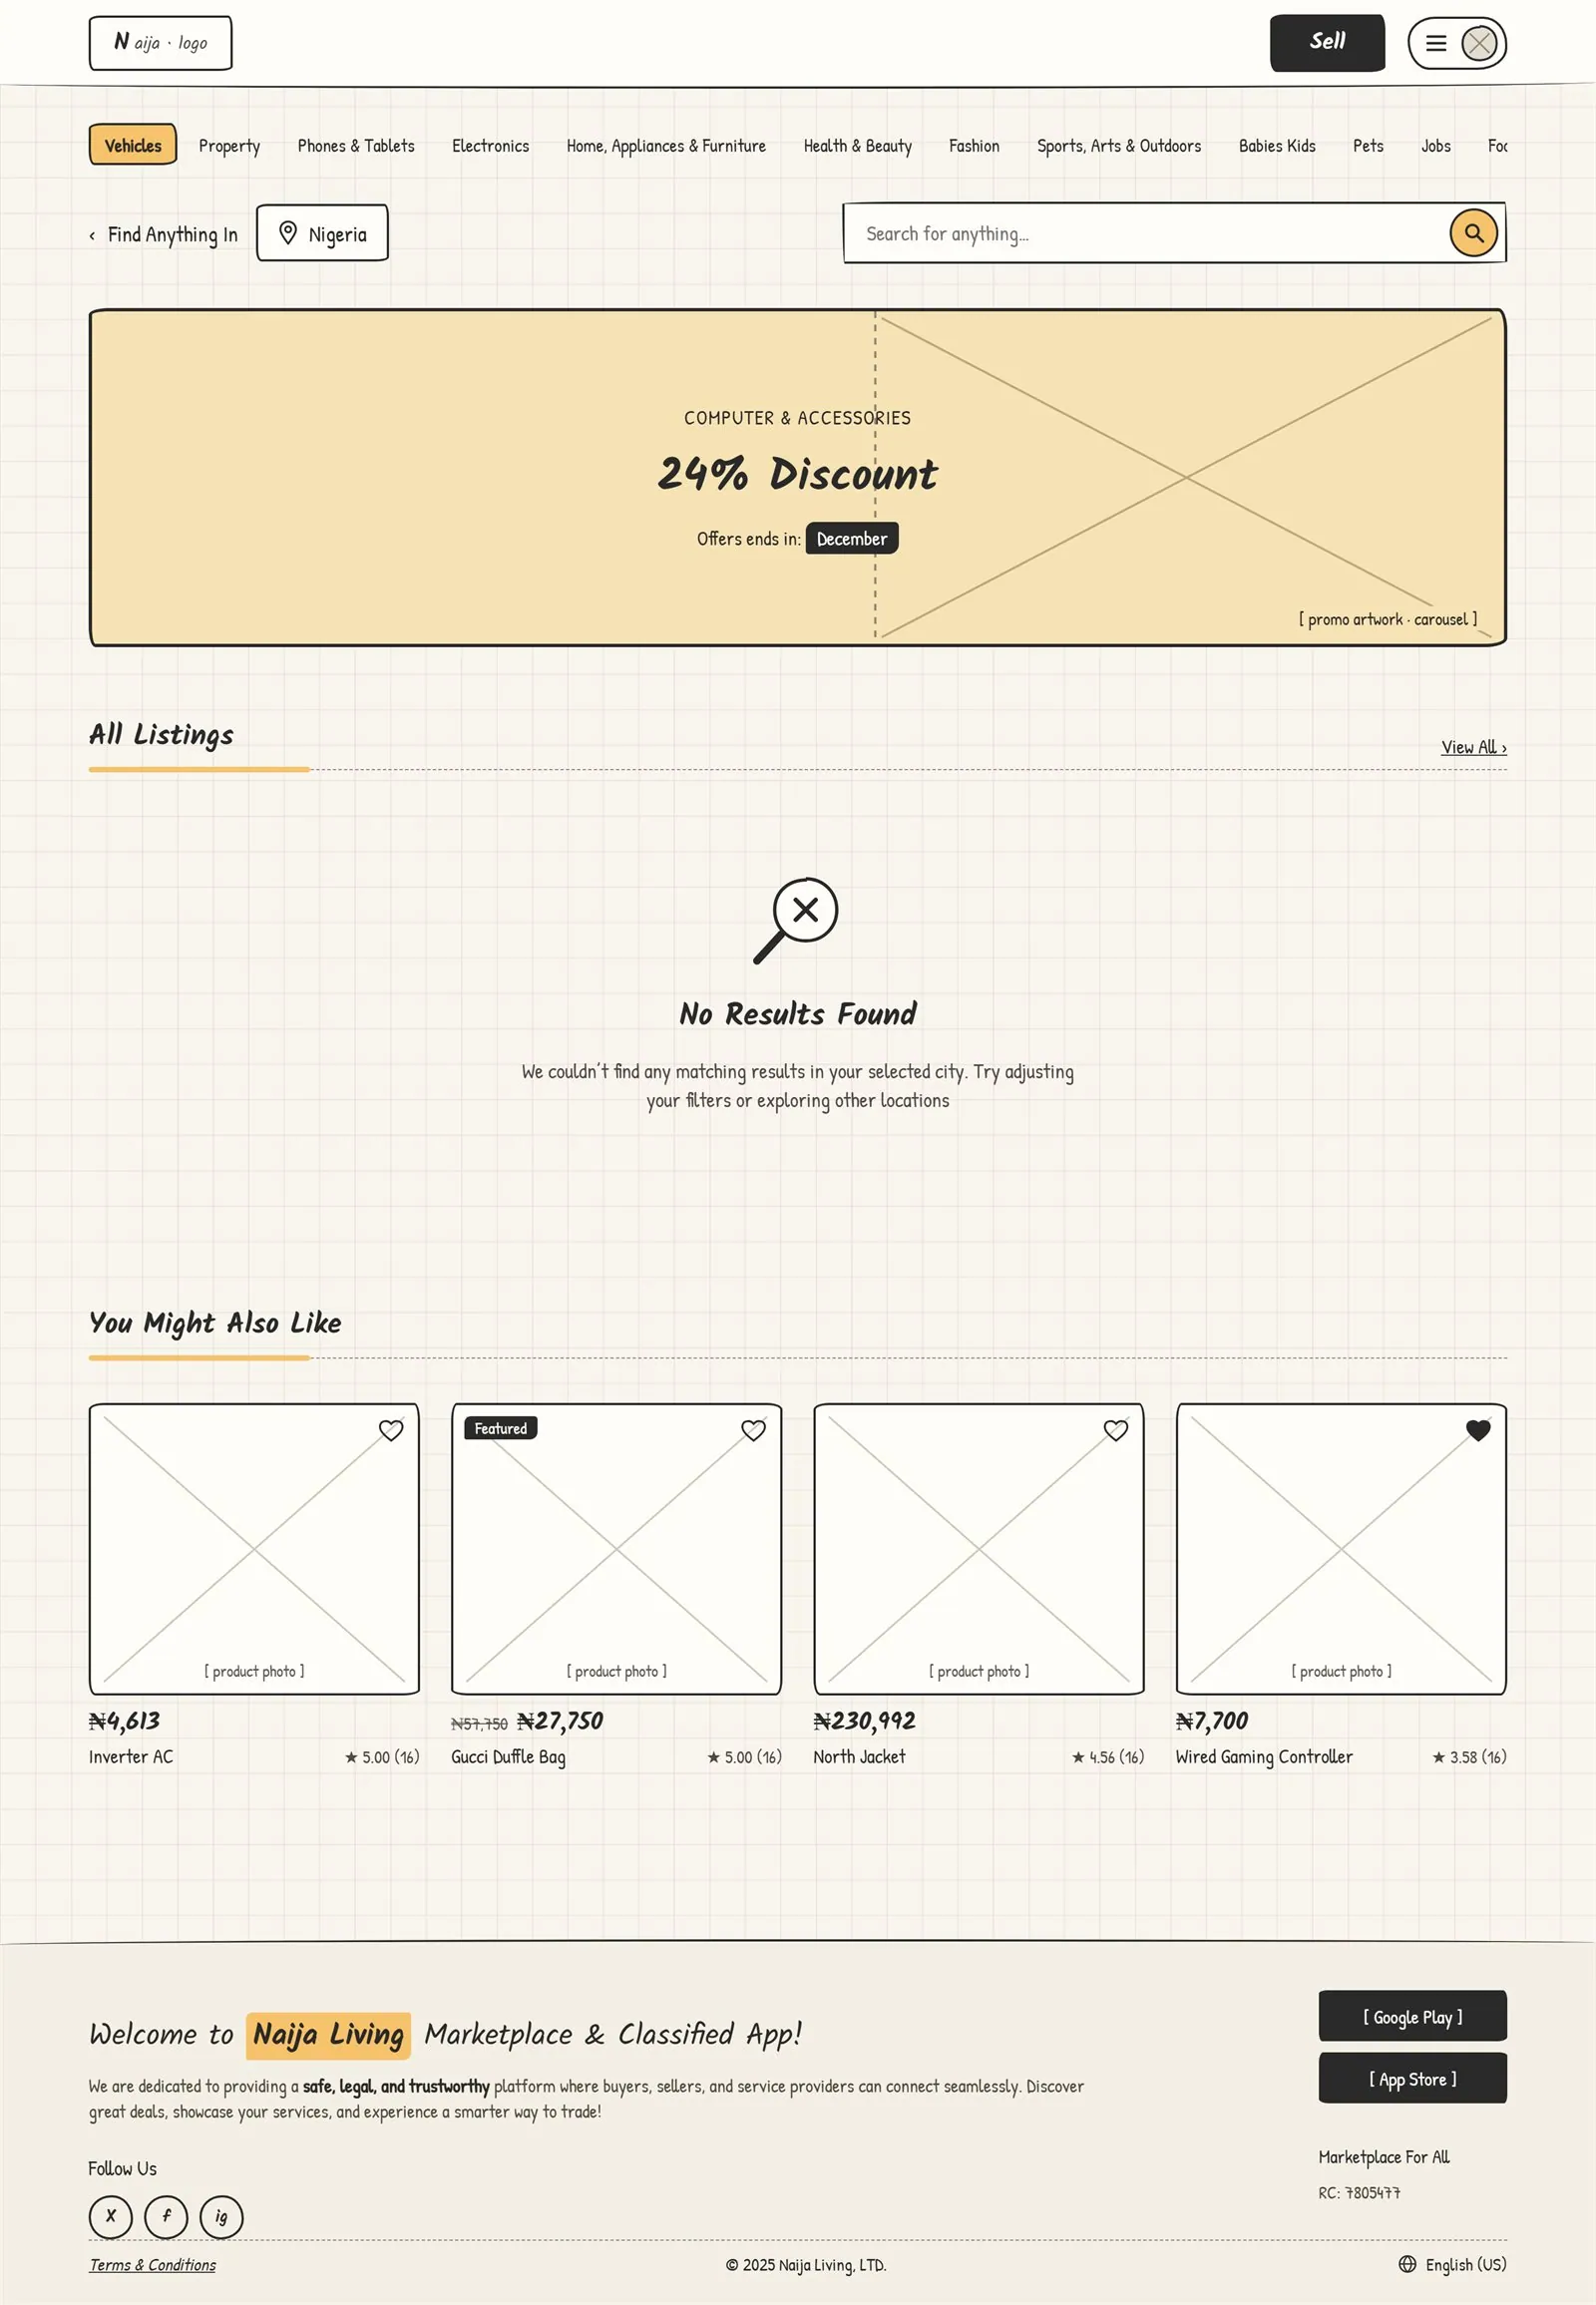 Naija · logo
Sell
Vehicles Property Phones & Tablets Electronics Home, Appliances & Furniture Health & Beauty Fashion Sports, Arts & Outdoors Babies Kids Pets Jobs
‹ Find Anything In Nigeria
Search for anything...
COMPUTER & ACCESSORIES
24% Discount
Offers ends in: December
[ promo artwork · carousel ]
All Listings
View All ›
No Results Found
We couldn't find any matching results in your selected city. Try adjusting
your filters or exploring other locations
You Might Also Like
Featured
[ product photo ] [ product photo ] [ product photo ] [ product photo ]
₦4,613 ₦57,750 ₦27,750 ₦230,992 ₦7,700
Inverter AC ★ 5.00 (16) Gucci Duffle Bag ★ 5.00 (16) North Jacket ★ 4.56 (16) Wired Gaming Controller ★ 3.58 (16)
Welcome to Naija Living Marketplace & Classified App!
We are dedicated to providing a safe, legal, and trustworthy platform where buyers, sellers, and service providers can connect seamlessly. Discover
great deals, showcase your services, and experience a smarter way to trade!
Follow Us
X f ig
[ Google Play ]
[ App Store ]
Marketplace For All
RC: 7805477
Terms & Conditions
© 2025 Naija Living, LTD.
English (US)